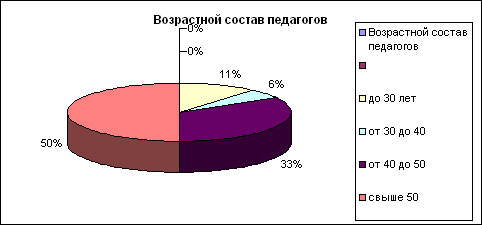 Возрастной состав педагогов
0%
0%
11%
6%
50%
33%
Возрастной состав
педагогов
до 30 лет
от 30 до 40
от 40 до 50
свыше 50